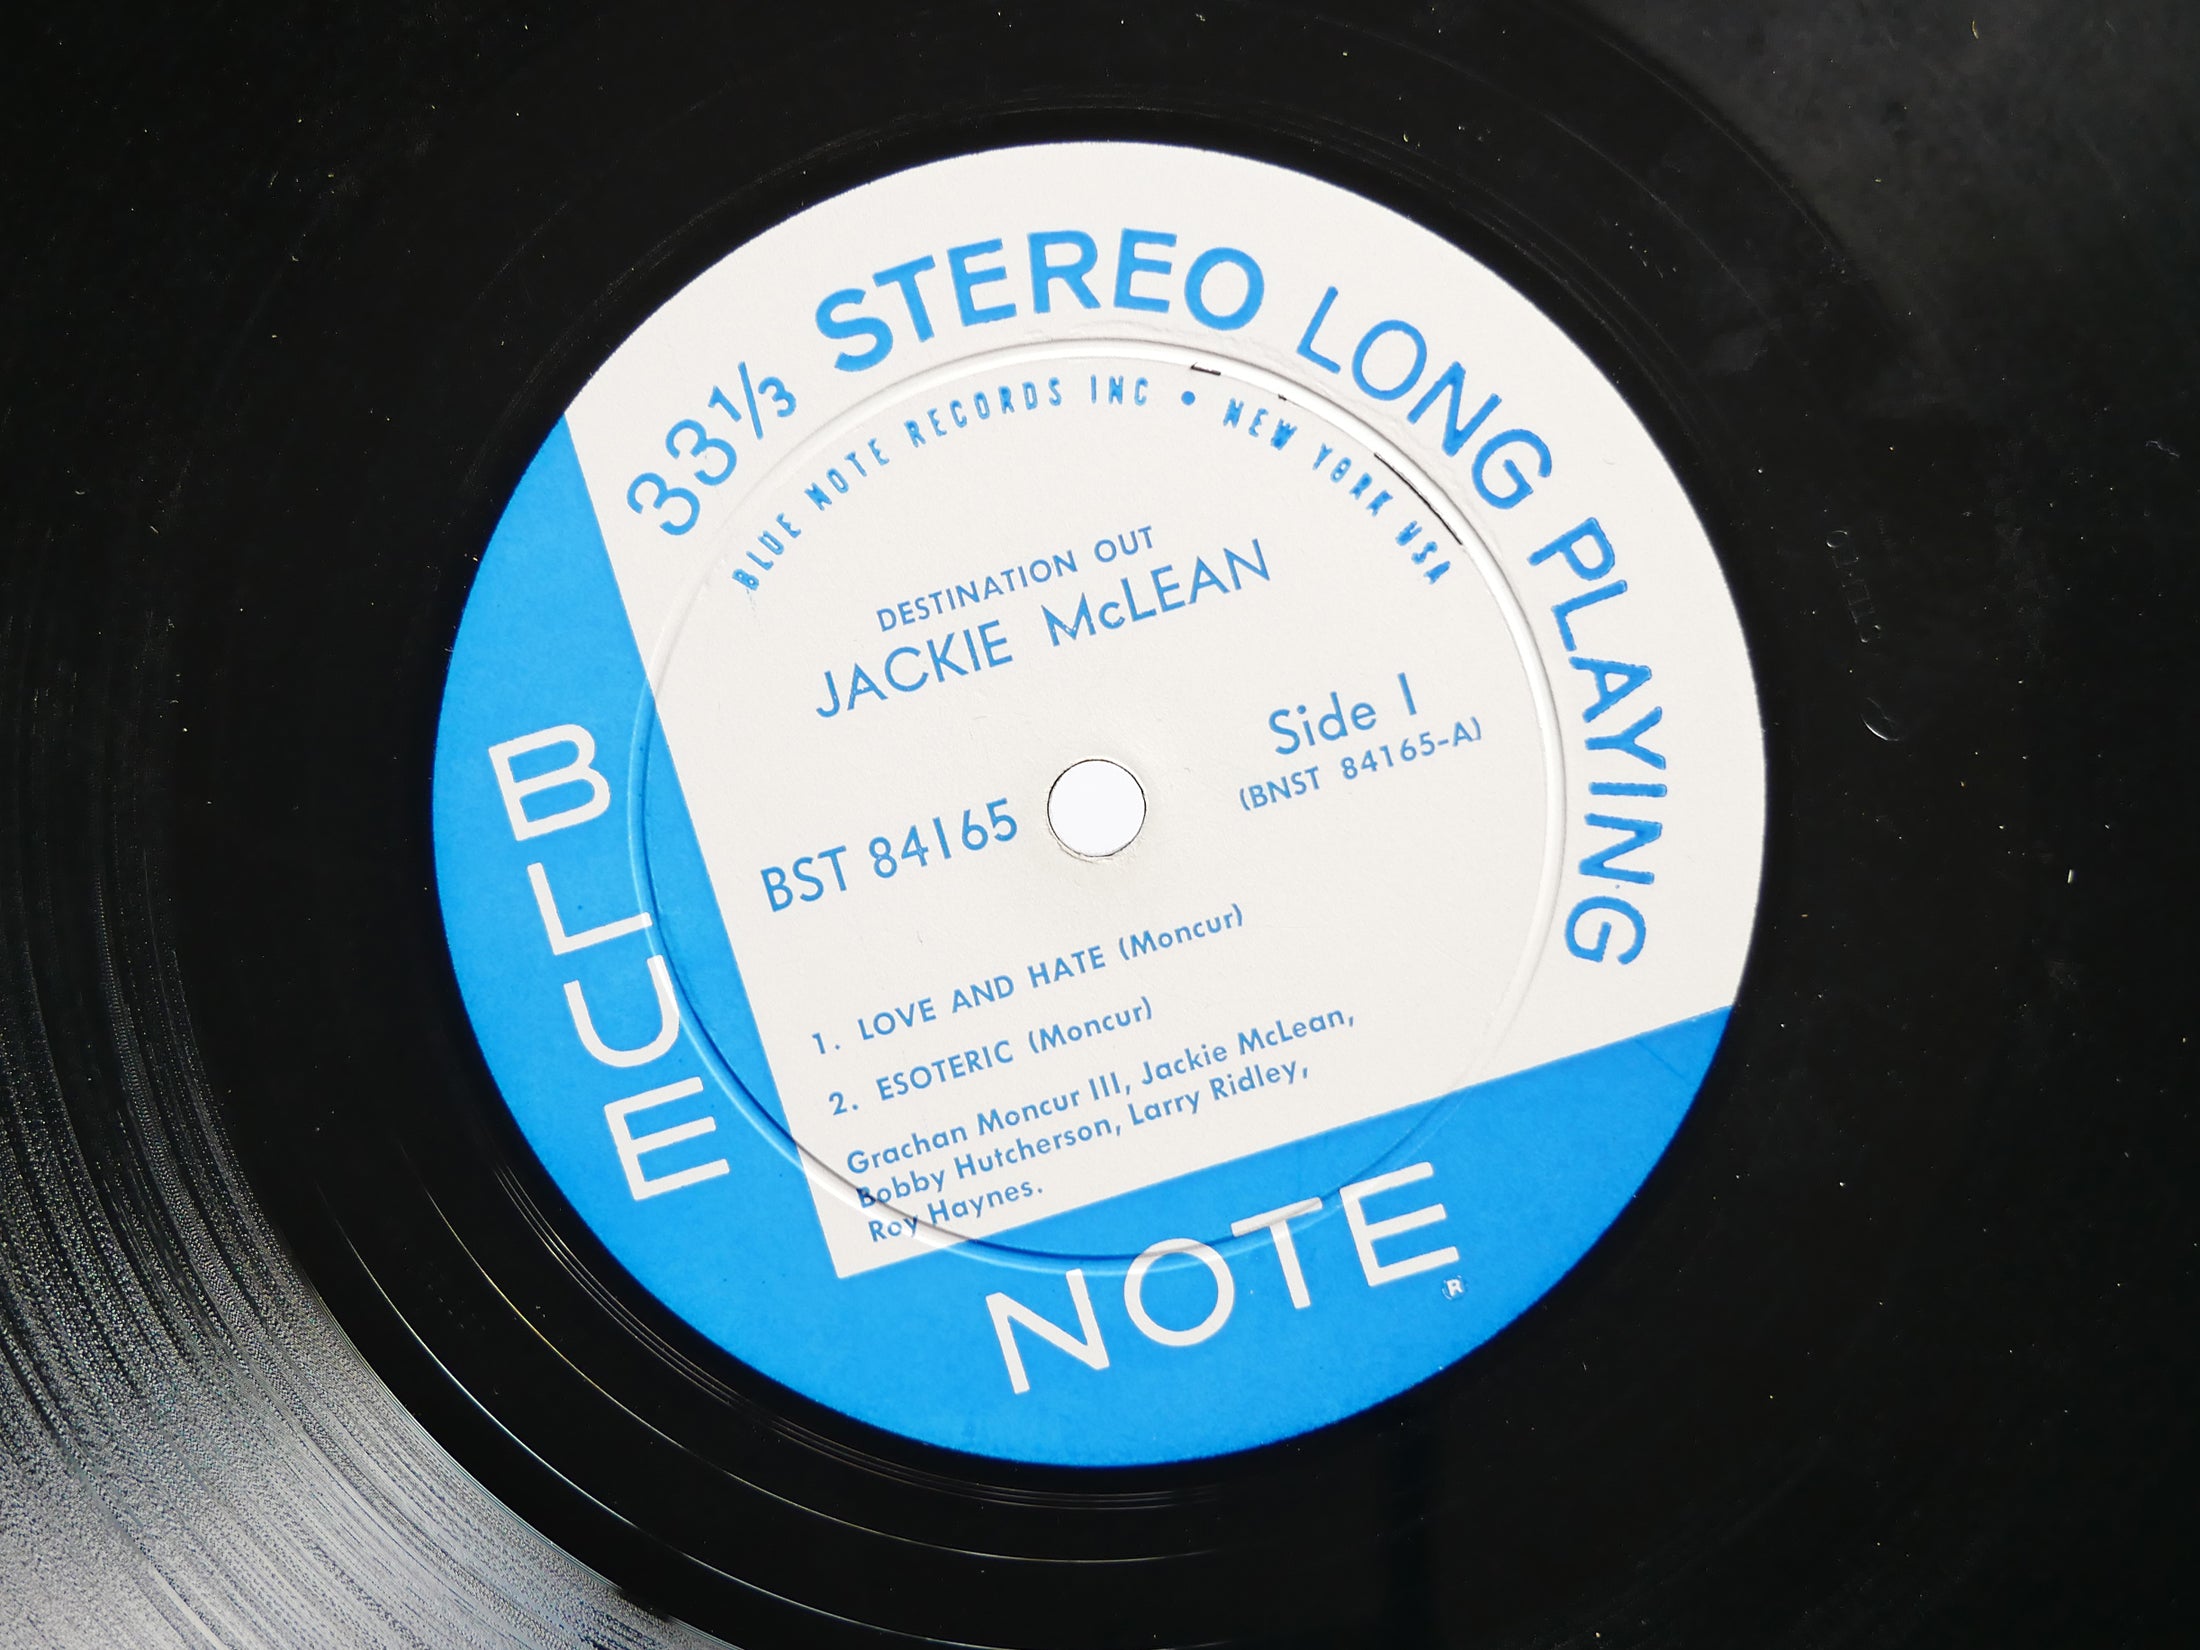 33⅓ STEREO LONG PLAYING
BLUE NOTE RECORDS INC • NEW YORK USA
DESTINATION OUT
JACKIE McLEAN
Side 1
(BNST 84165-A)
BST 84165
1. LOVE AND HATE (Moncur)
2. ESOTERIC (Moncur)
Grachan Moncur III, Jackie McLean,
Bobby Hutcherson, Larry Ridley,
Roy Haynes.
BLUE
NOTE
®